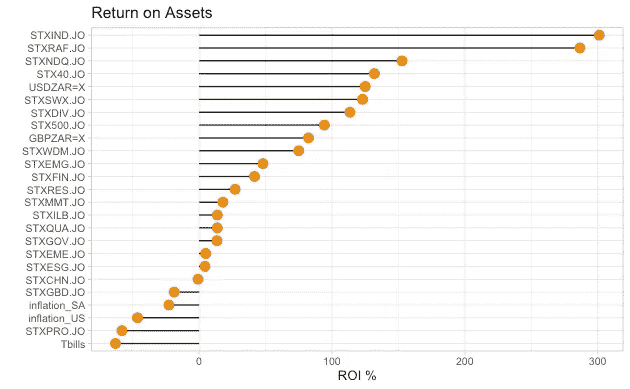 Return on Assets
STXIND.JO
STXRAF.JO
STXNDQ.JO
STX40.JO
USDZAR=X
STXSWX.JO
STXDIV.JO
STX500.JO
GBPZAR=X
STXWDM.JO
STXEMG.JO
STXFIN.JO
STXRES.JO
STXMMT.JO
STXILB.JO
STXQUA.JO
STXGOV.JO
STXEME.JO
STXESG.JO
STXCHN.JO
STXGBD.JO
inflation_SA
inflation_US
STXPRO.JO
Tbills
0 100 200 300
ROI %